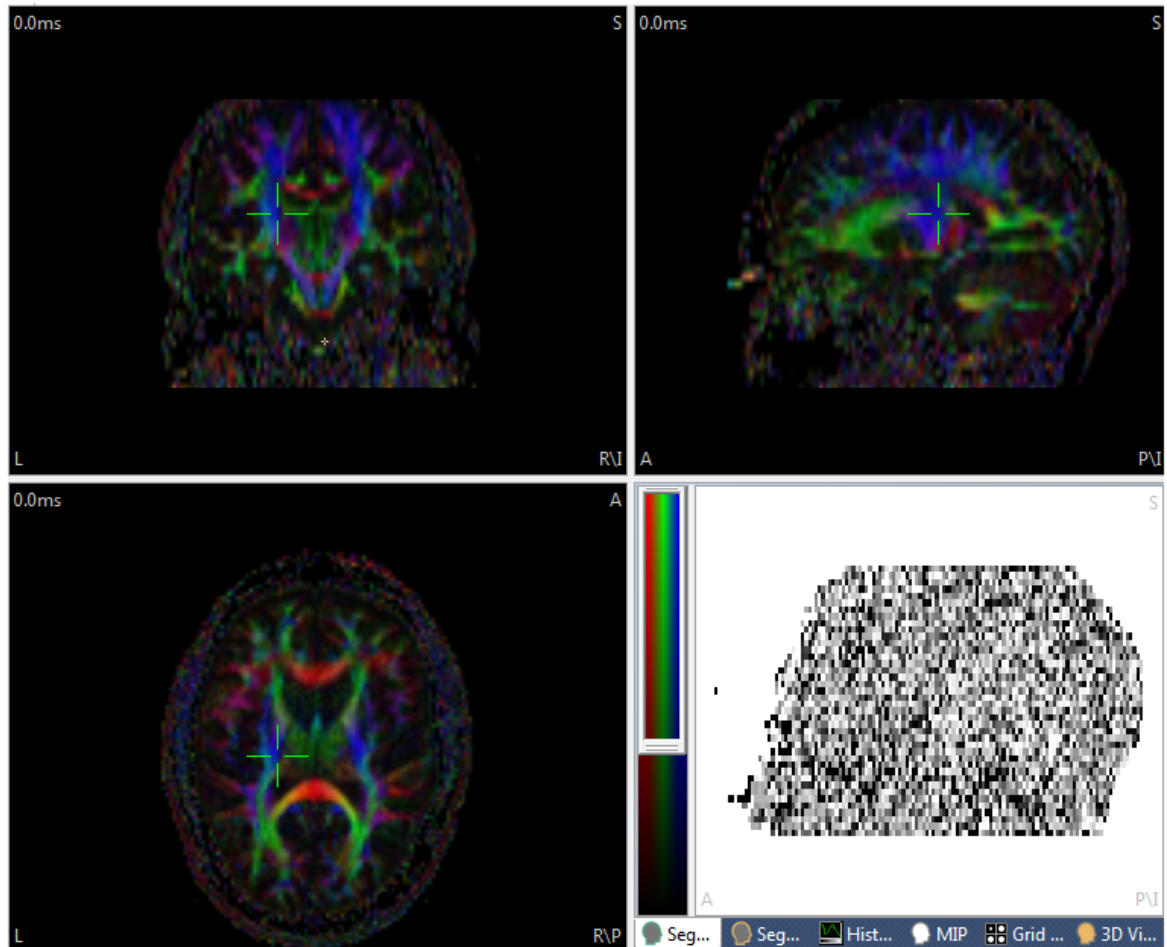 0.0ms S
L R\I
0.0ms S
A P\I
0.0ms A
L R\P
S
A P\I
Seg... Seg... Hist... MIP Grid ... 3D Vi...